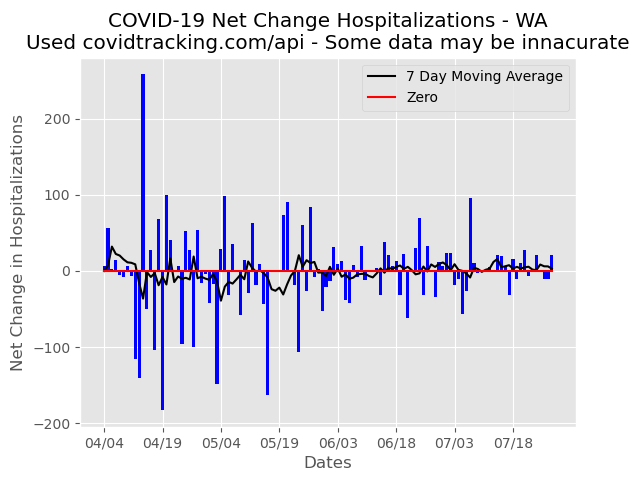 COVID-19 Net Change Hospitalizations - WA
Used covidtracking.com/api - Some data may be innacurate
7 Day Moving Average
Zero
Net Change in Hospitalizations
200
100
0
−100
−200
04/04 04/19 05/04 05/19 06/03 06/18 07/03 07/18
Dates